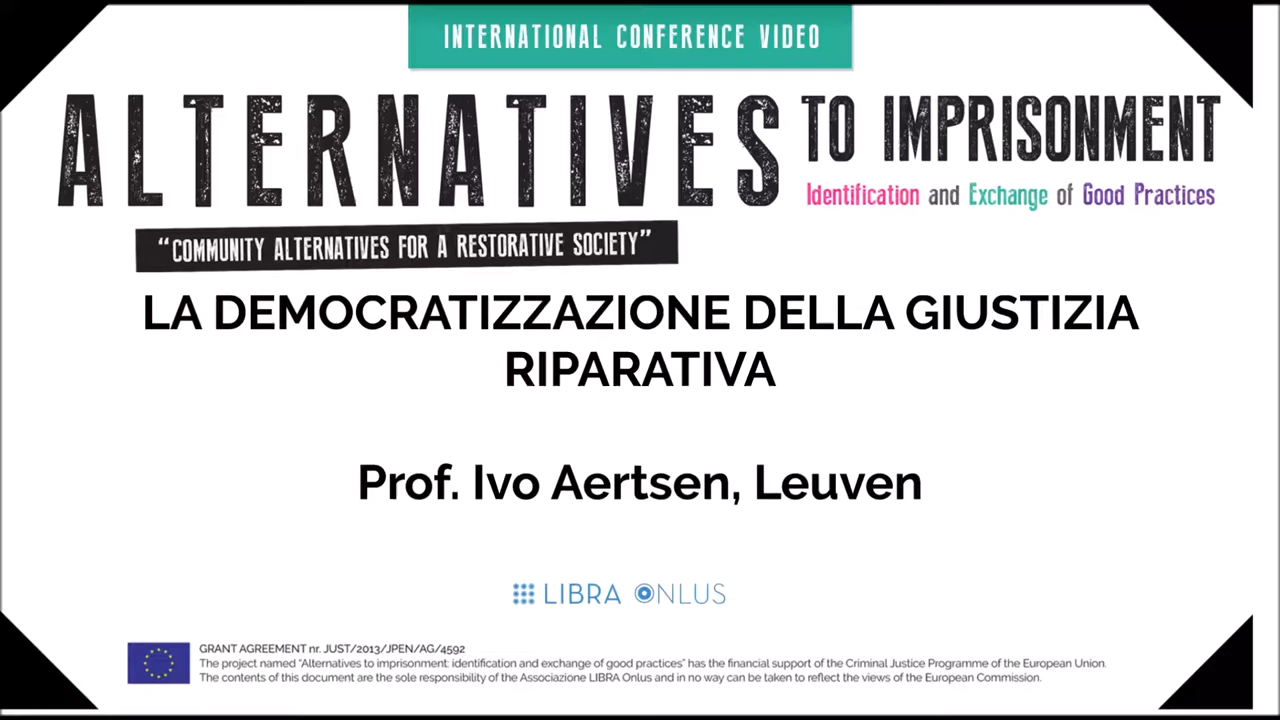 INTERNATIONAL CONFERENCE VIDEO
ALTERNATIVES TO IMPRISONMENT
Identification and Exchange of Good Practices
“COMMUNITY ALTERNATIVES FOR A RESTORATIVE SOCIETY”
LA DEMOCRATIZZAZIONE DELLA GIUSTIZIA
RIPARATIVA
Prof. Ivo Aertsen, Leuven
LIBRA ONLUS
GRANT AGREEMENT nr. JUST/2013/JPEN/AG/4592
The project named “Alternatives to imprisonment: identification and exchange of good practices” has the financial support of the Criminal Justice Programme of the European Union.
The contents of this document are the sole responsibility of the Associazione LIBRA Onlus and in no way can be taken to reflect the views of the European Commission.